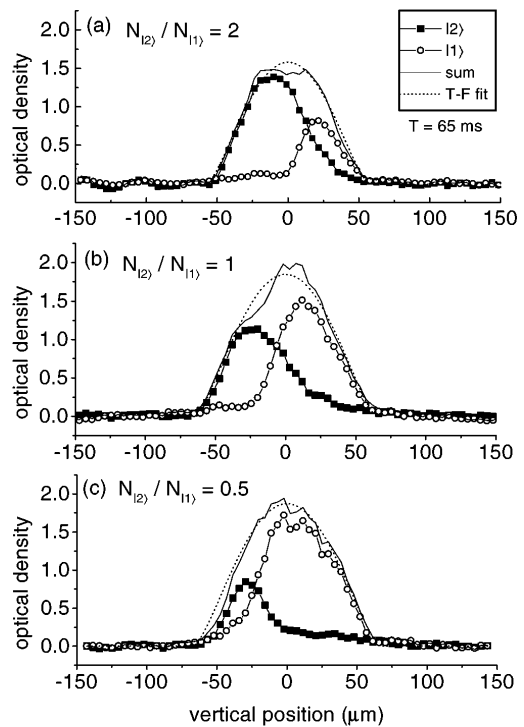 (a) N|2⟩ / N|1⟩ = 2
|2⟩
|1⟩
sum
T-F fit
T = 65 ms
optical density
2.0
1.5
1.0
0.5
0.0
-150 -100 -50 0 50 100 150
(b) N|2⟩ / N|1⟩ = 1
optical density
2.0
1.5
1.0
0.5
0.0
-150 -100 -50 0 50 100 150
(c) N|2⟩ / N|1⟩ = 0.5
optical density
2.0
1.5
1.0
0.5
0.0
-150 -100 -50 0 50 100 150
vertical position (μm)